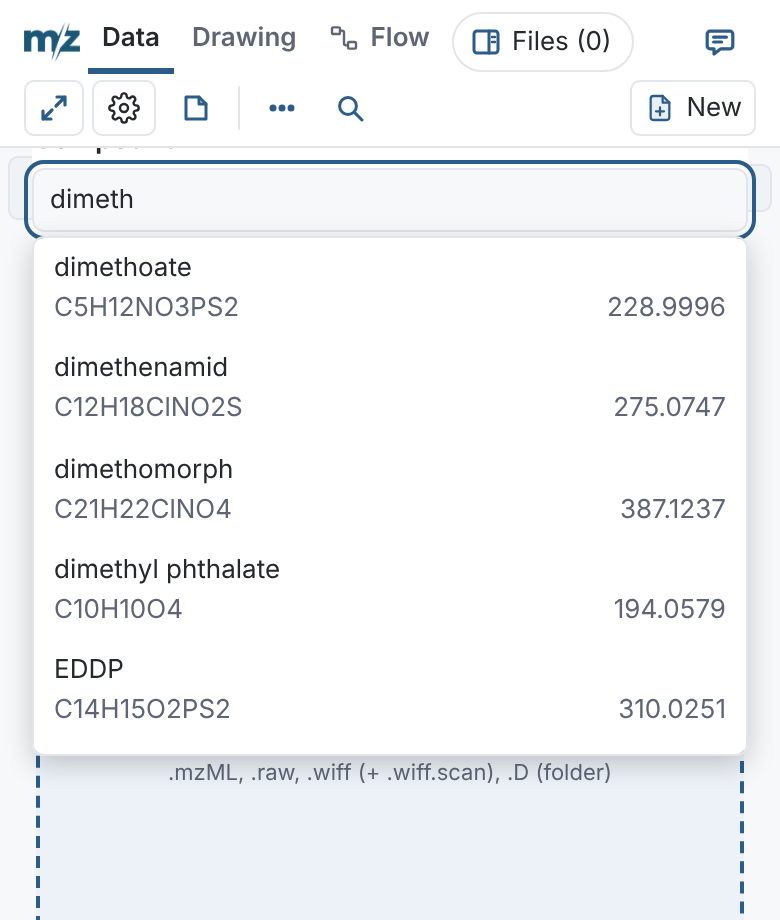 mz
Data
Drawing
Flow
Files (0)
New
dimeth
dimethoate
C5H12NO3PS2 228.9996
dimethenamid
C12H18ClNO2S 275.0747
dimethomorph
C21H22ClNO4 387.1237
dimethyl phthalate
C10H10O4 194.0579
EDDP
C14H15O2PS2 310.0251
.mzML, .raw, .wiff (+ .wiff.scan), .D (folder)